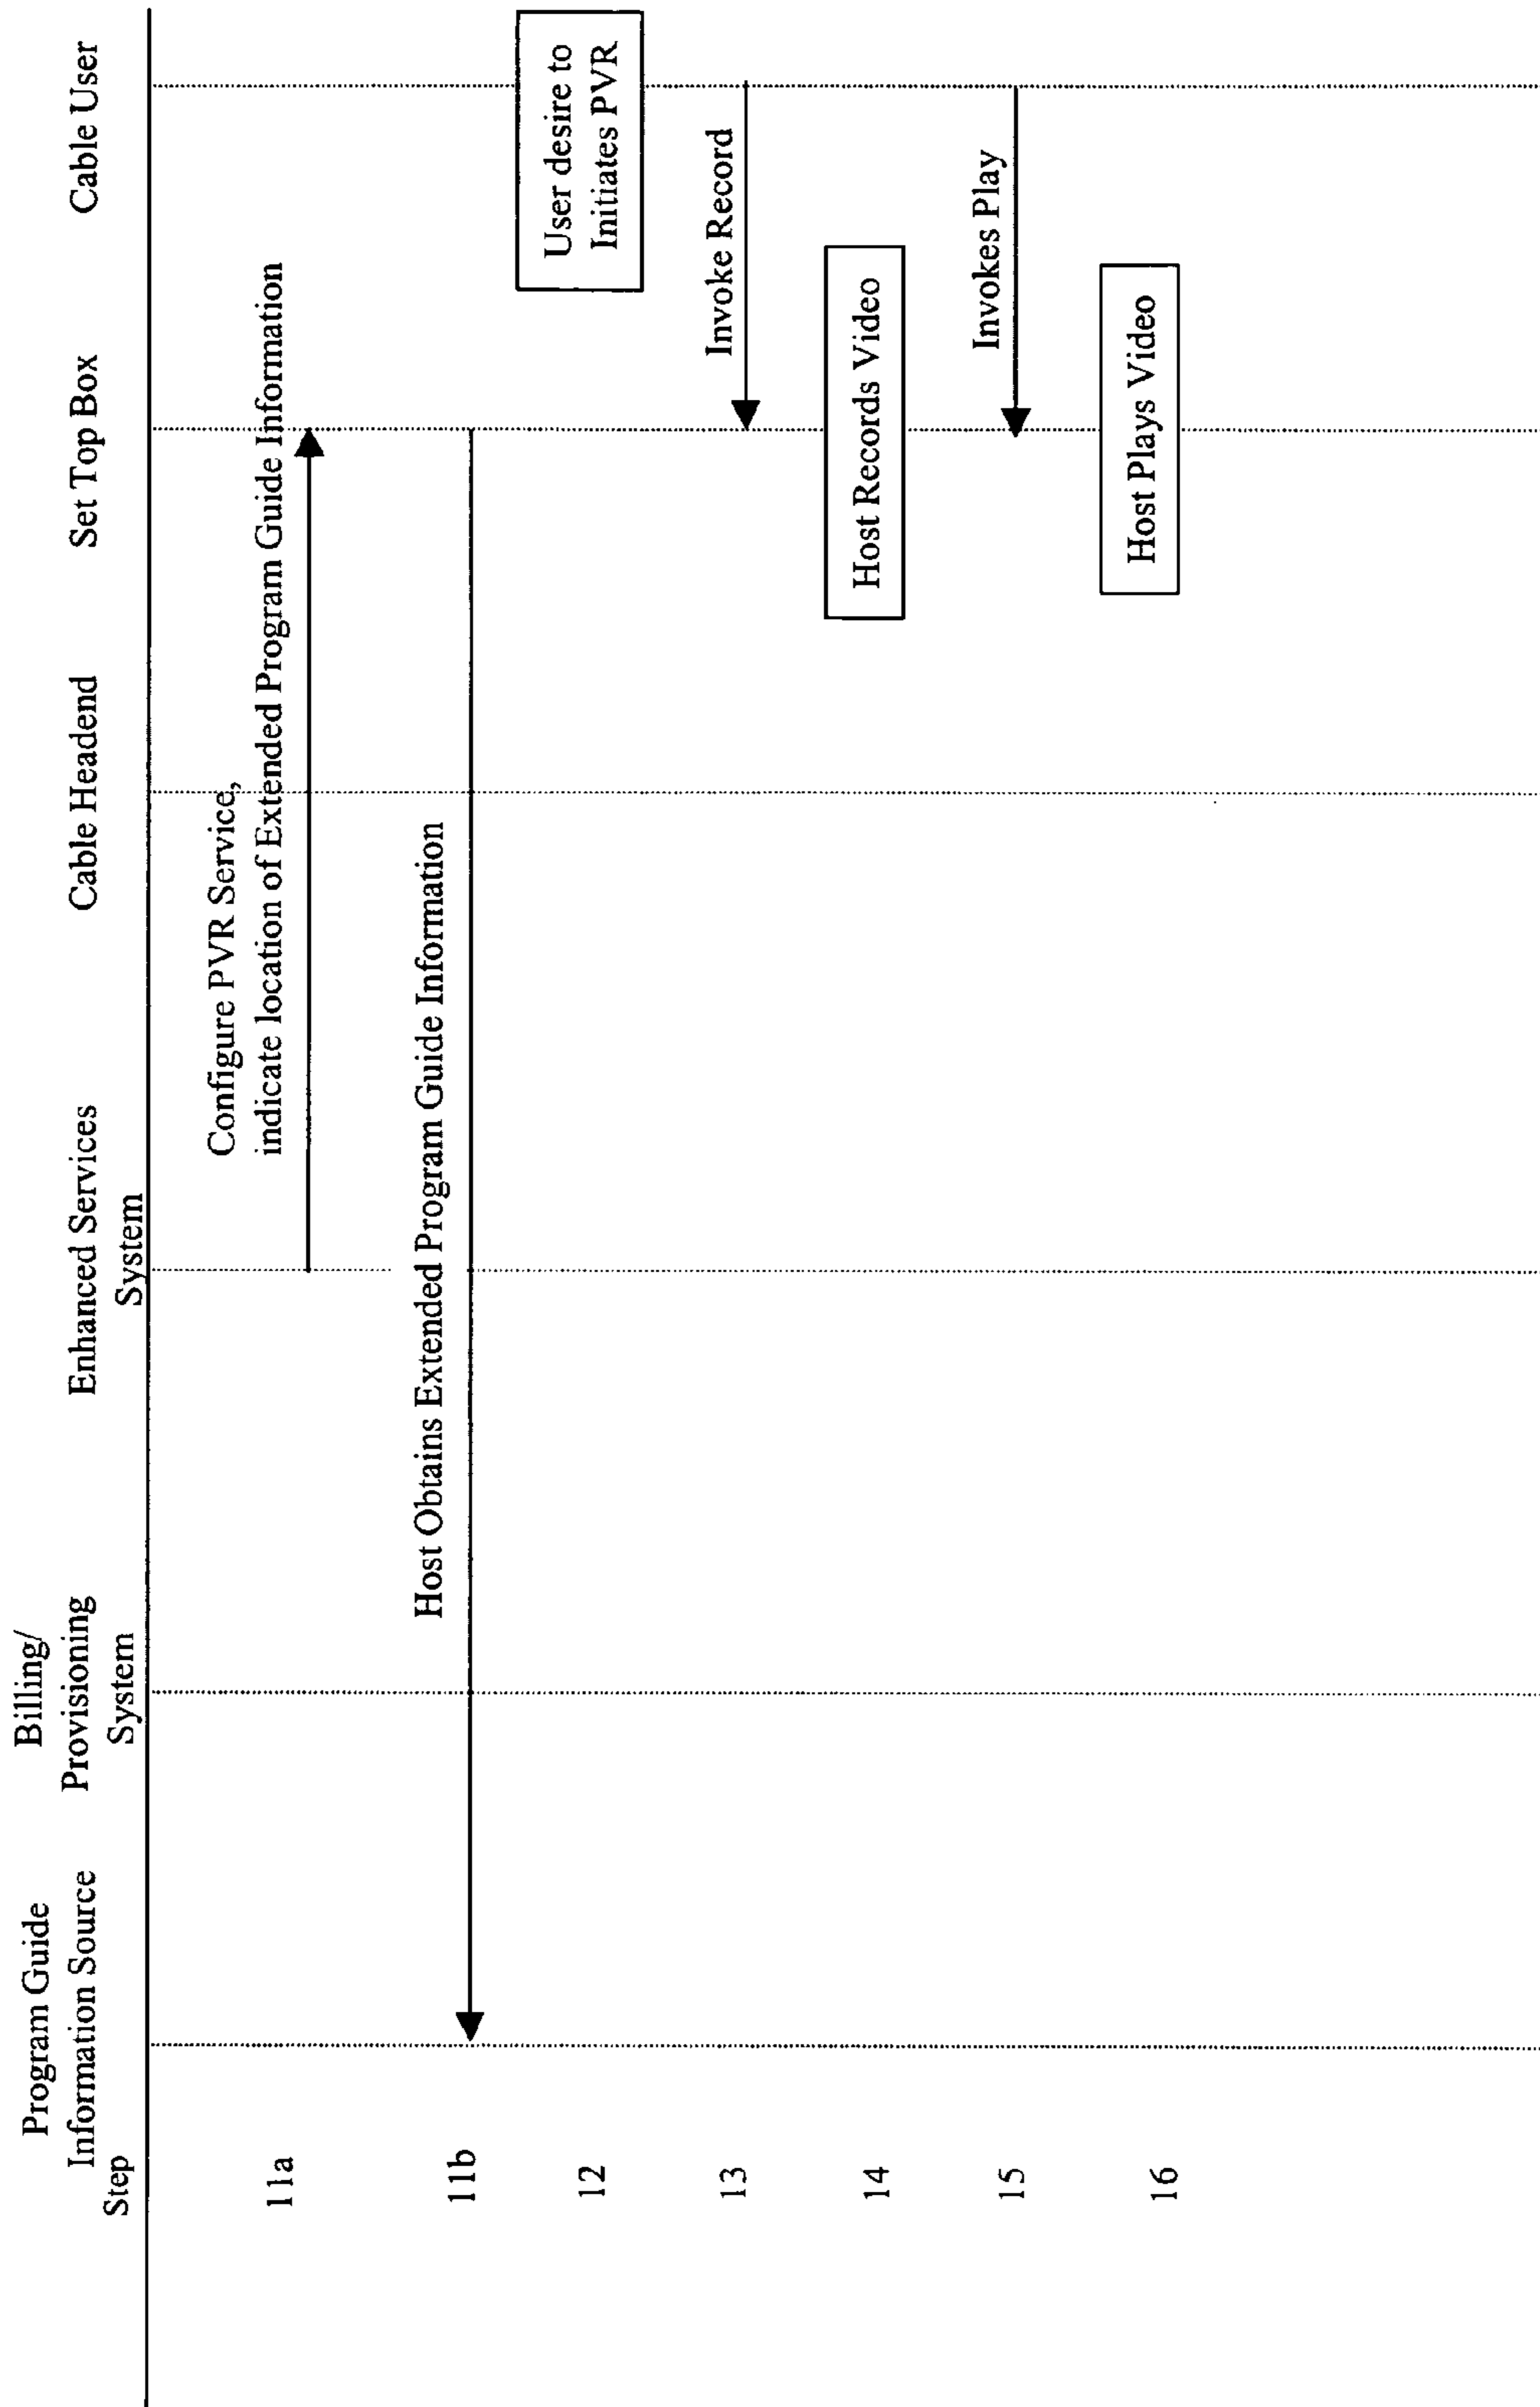 Step
Program Guide
Information Source
Billing/
Provisioning
System
Enhanced Services
System
Cable Headend
Set Top Box
Cable User
11a
Configure PVR Service,
indicate location of Extended Program Guide Information
11b
Host Obtains Extended Program Guide Information
12
User desire to
Initiates PVR
13
Invoke Record
14
Host Records Video
15
Invokes Play
16
Host Plays Video